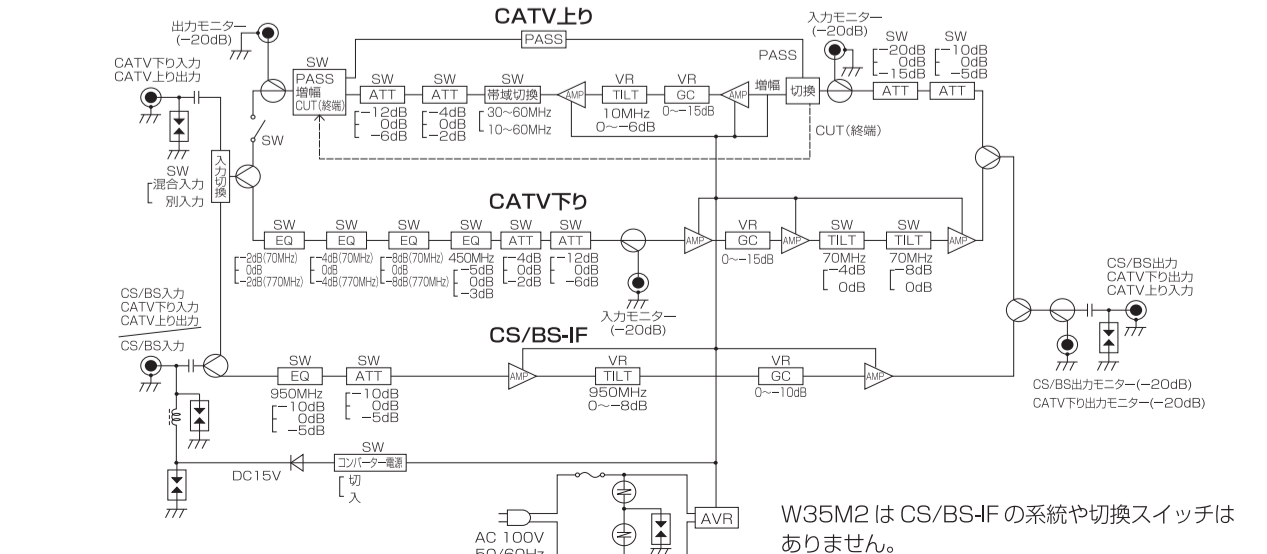 CATV上り
出力モニター
(−20dB)
PASS
入力モニター
(−20dB)
CATV下り入力
CATV上り出力
SW
PASS
増幅
CUT(終端)
SW
ATT
−12dB
0dB
−6dB
SW
ATT
−4dB
0dB
−2dB
SW
帯域切換
30〜60MHz
10〜60MHz
AMP
VR
TILT
10MHz
0〜−6dB
VR
GC
0〜−15dB
AMP
増幅
PASS
切換
CUT(終端)
SW
−20dB
0dB
−15dB
ATT
SW
−10dB
0dB
−5dB
ATT
SW
入力切換
SW
混合入力
別入力
CATV下り
SW
EQ
−2dB(70MHz)
0dB
−2dB(770MHz)
SW
EQ
−4dB(70MHz)
0dB
−4dB(770MHz)
SW
EQ
−8dB(70MHz)
0dB
−8dB(770MHz)
SW
EQ
450MHz
−5dB
0dB
−3dB
SW
ATT
−4dB
0dB
−2dB
SW
ATT
−12dB
0dB
−6dB
入力モニター
(−20dB)
AMP
VR
GC
0〜−15dB
AMP
SW
TILT
70MHz
−4dB
0dB
SW
TILT
70MHz
−8dB
0dB
AMP
CS/BS出力
CATV下り出力
CATV上り入力
CS/BS出力モニター(−20dB)
CATV下り出力モニター(−20dB)
CS/BS入力
CATV下り入力
CATV上り出力
CS/BS入力
CS/BS-IF
SW
EQ
950MHz
−10dB
0dB
−5dB
SW
ATT
−10dB
0dB
−5dB
AMP
VR
TILT
950MHz
0〜−8dB
VR
GC
0〜−10dB
AMP
DC15V
SW
コンバーター電源
切
入
AC 100V
50/60Hz
AVR
W35M2 は CS/BS-IF の系統や切換スイッチは
ありません。